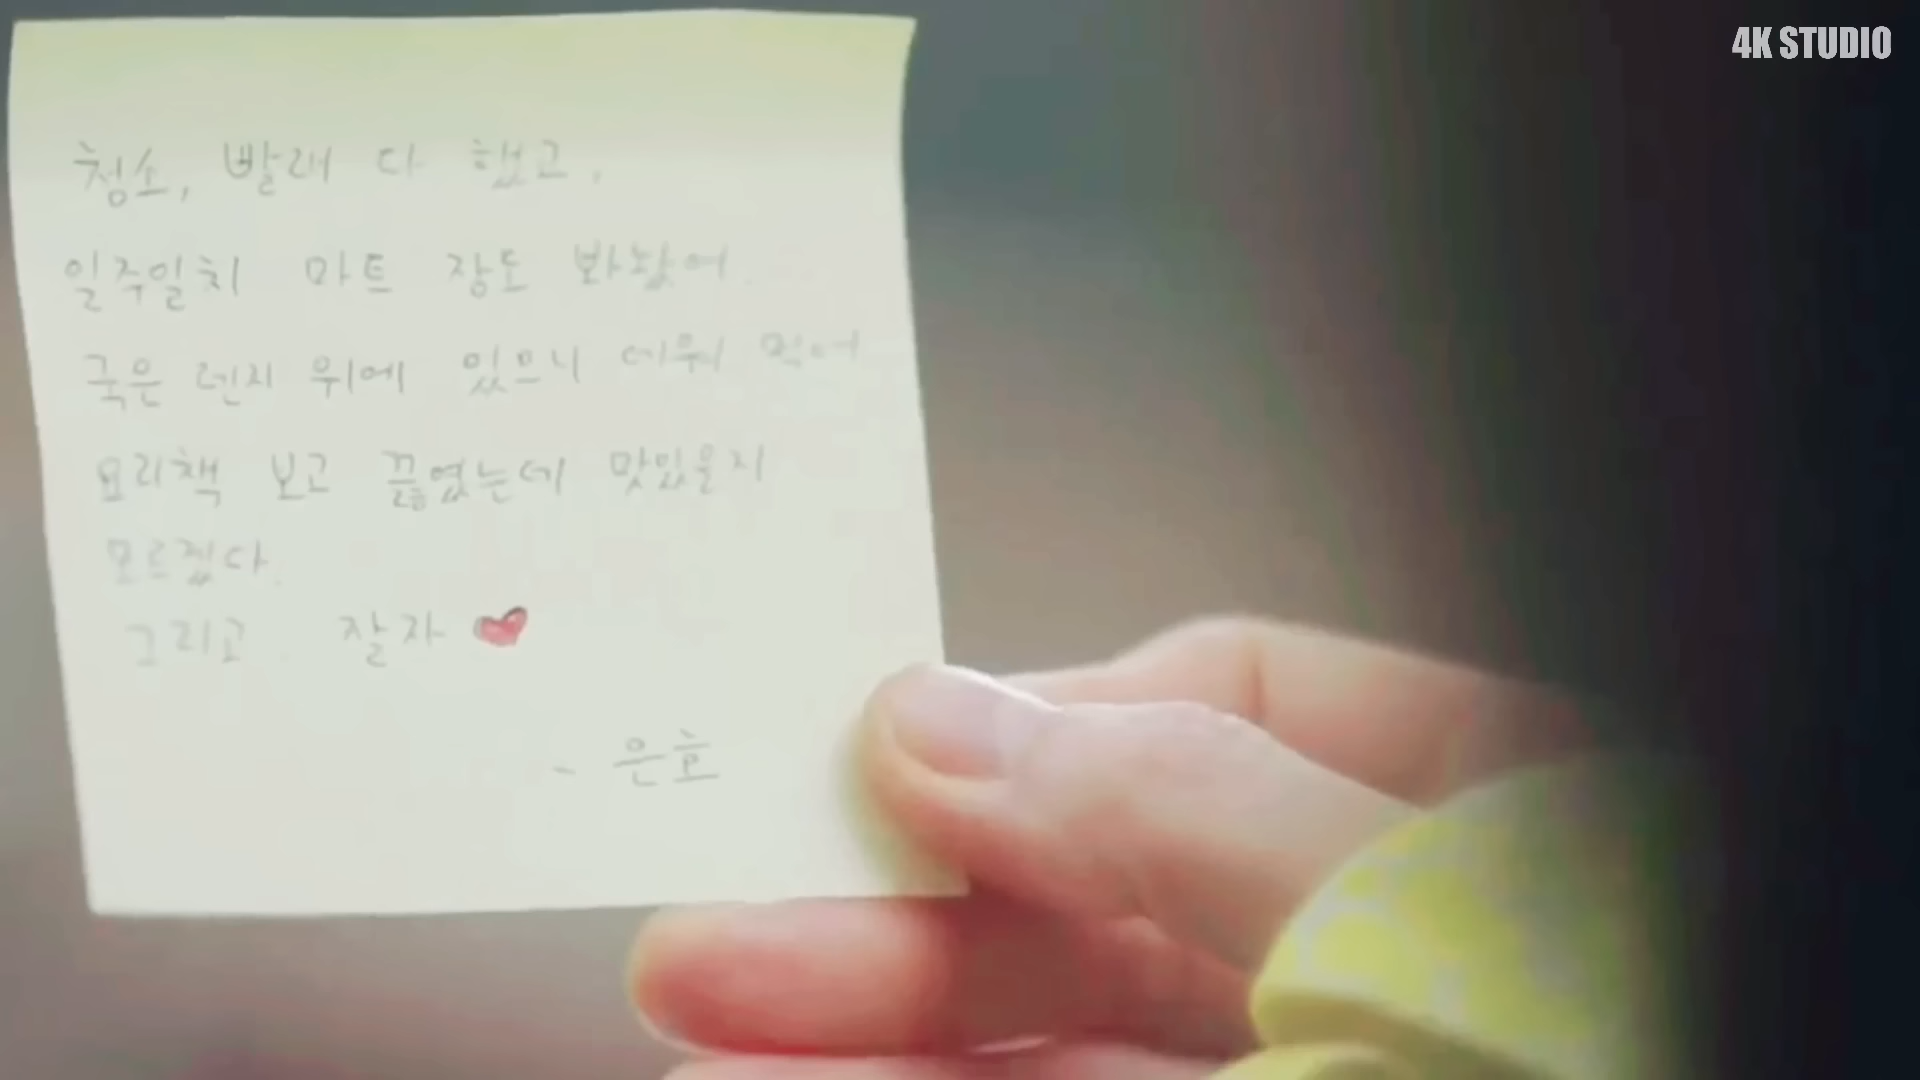 4K STUDIO
청소, 빨래 다 했고,
일주일치 마트 장도 봐놨어
국은 렌지 위에 있으니 데워 먹어
요리책 보고 끓였는데 맛있을지
모르겠다.
그리고 잘자
- 은호